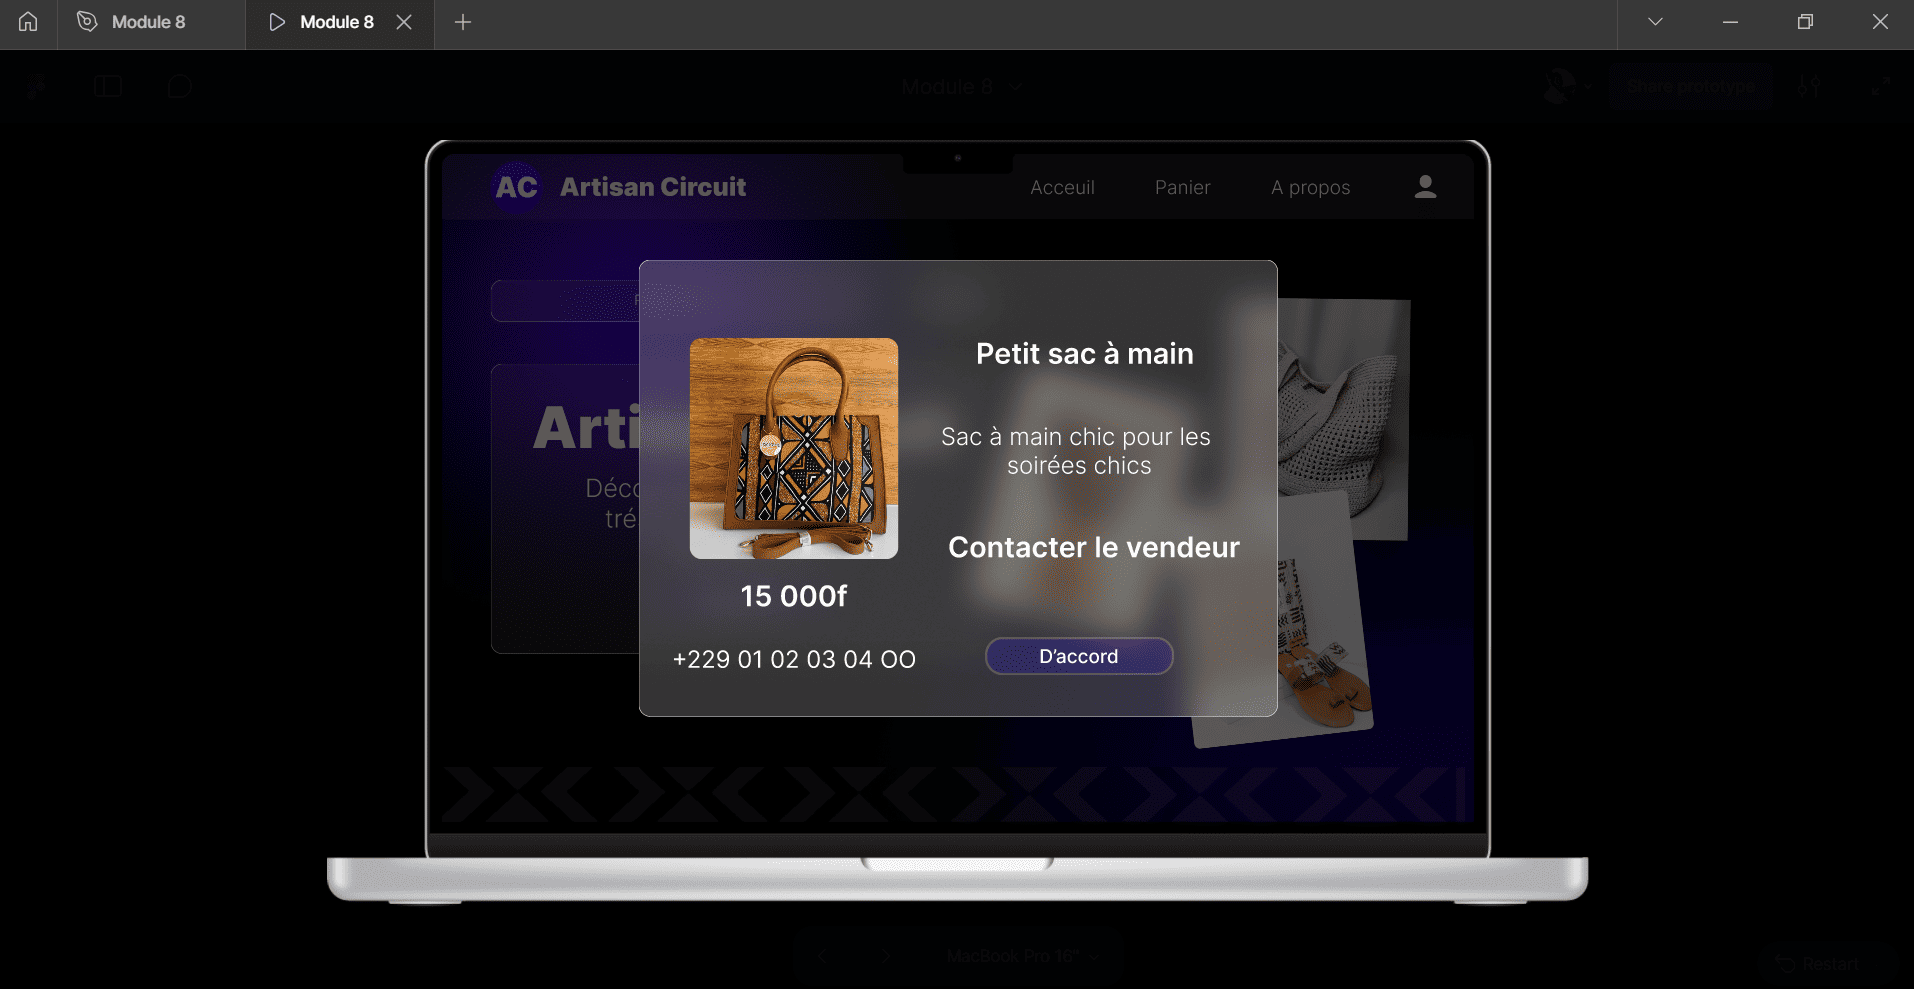 Module 8
Module 8
Module 8
Share prototype
AC Artisan Circuit
Acceuil Panier A propos
Arti
Déco
tré
Petit sac à main
Sac à main chic pour les
soirées chics
Contacter le vendeur
15 000f
+229 01 02 03 04 OO
D'accord
MacBook Pro 16"
Restart